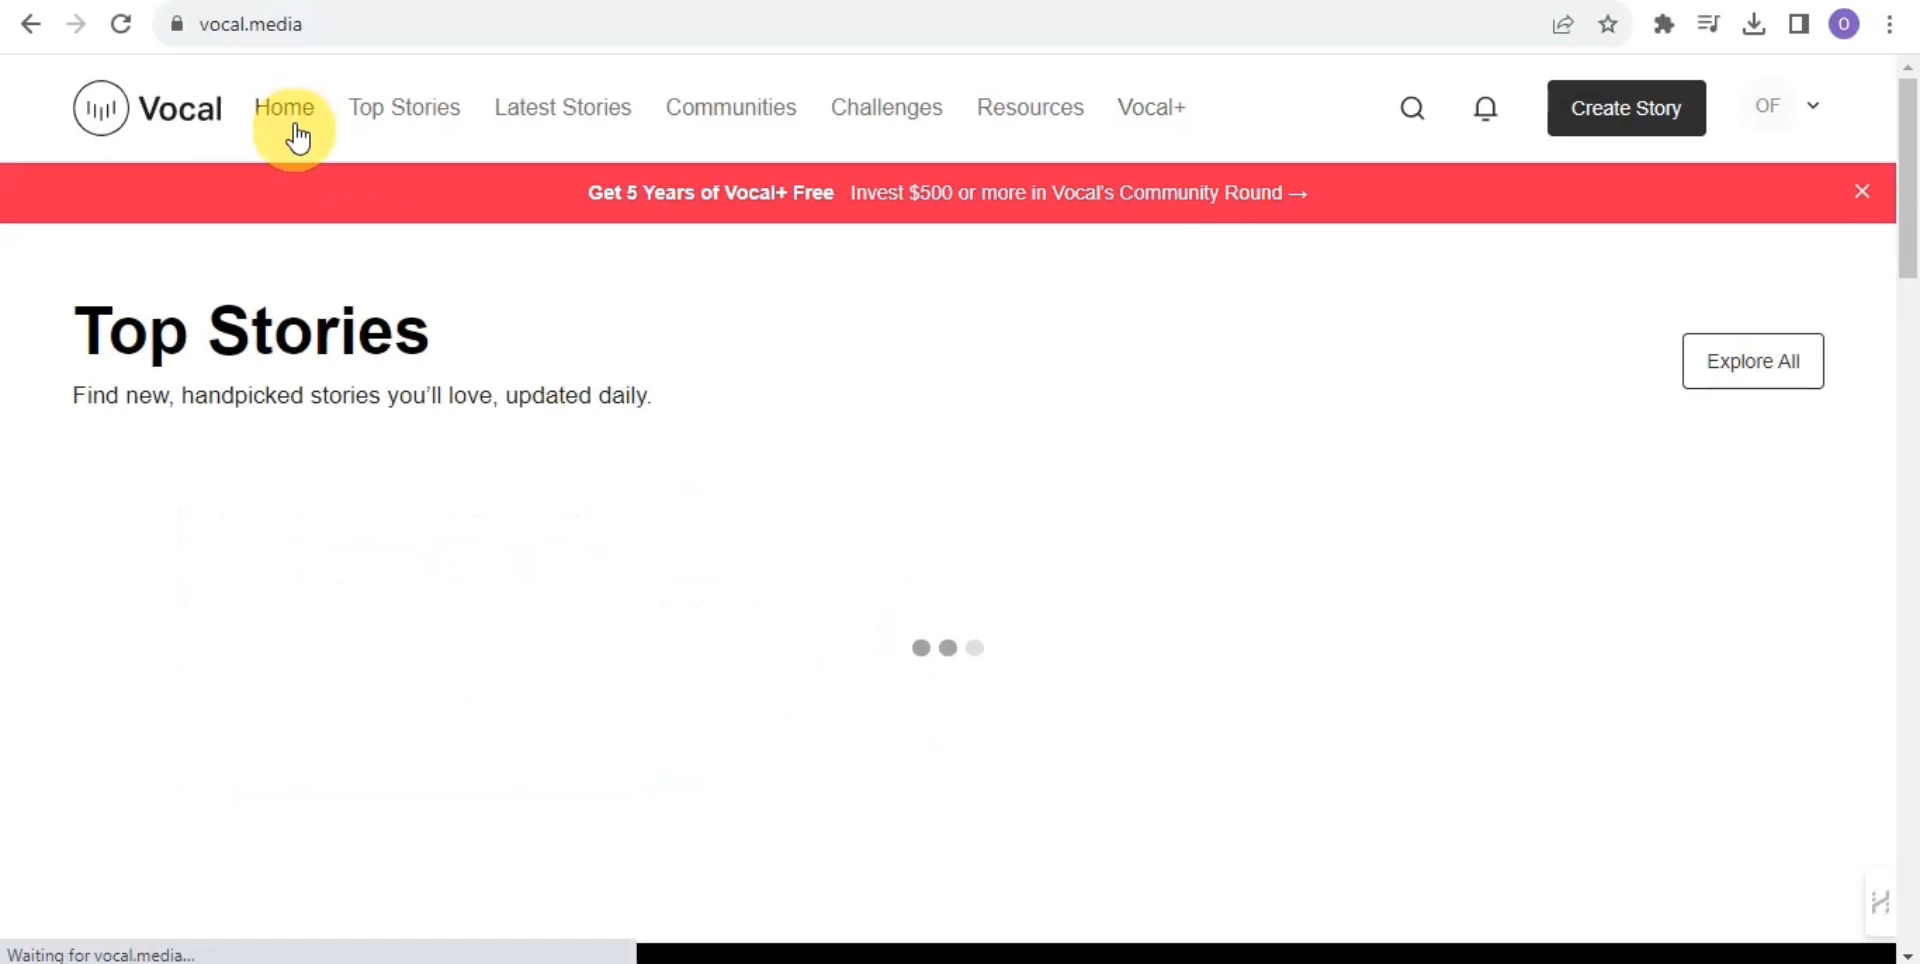 vocal.media
O
Vocal
Home
Top Stories
Latest Stories
Communities
Challenges
Resources
Vocal+
Create Story
OF
Get 5 Years of Vocal+ Free Invest $500 or more in Vocal's Community Round →
Top Stories
Explore All
Find new, handpicked stories you’ll love, updated daily.
Waiting for vocal.media...